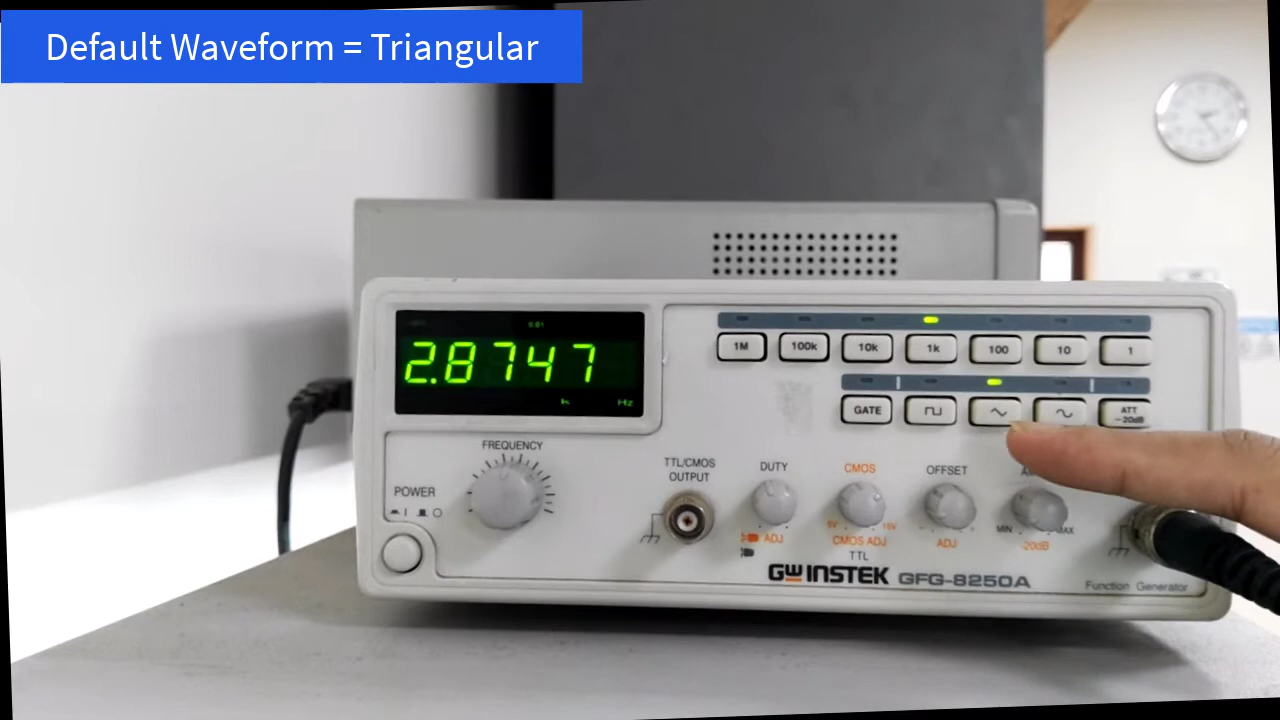 Default Waveform = Triangular
0.01
2.8747
k Hz
1M 100k 10k 1k 100 10 1
GATE ATT
-20dB
FREQUENCY
POWER
TTL/CMOS
OUTPUT
DUTY
CMOS
OFFSET
5V 15V
MIN MAX
ADJ
CMOS ADJ
ADJ
-20dB
TTL
GW INSTEK GFG-8250A
Function Generator